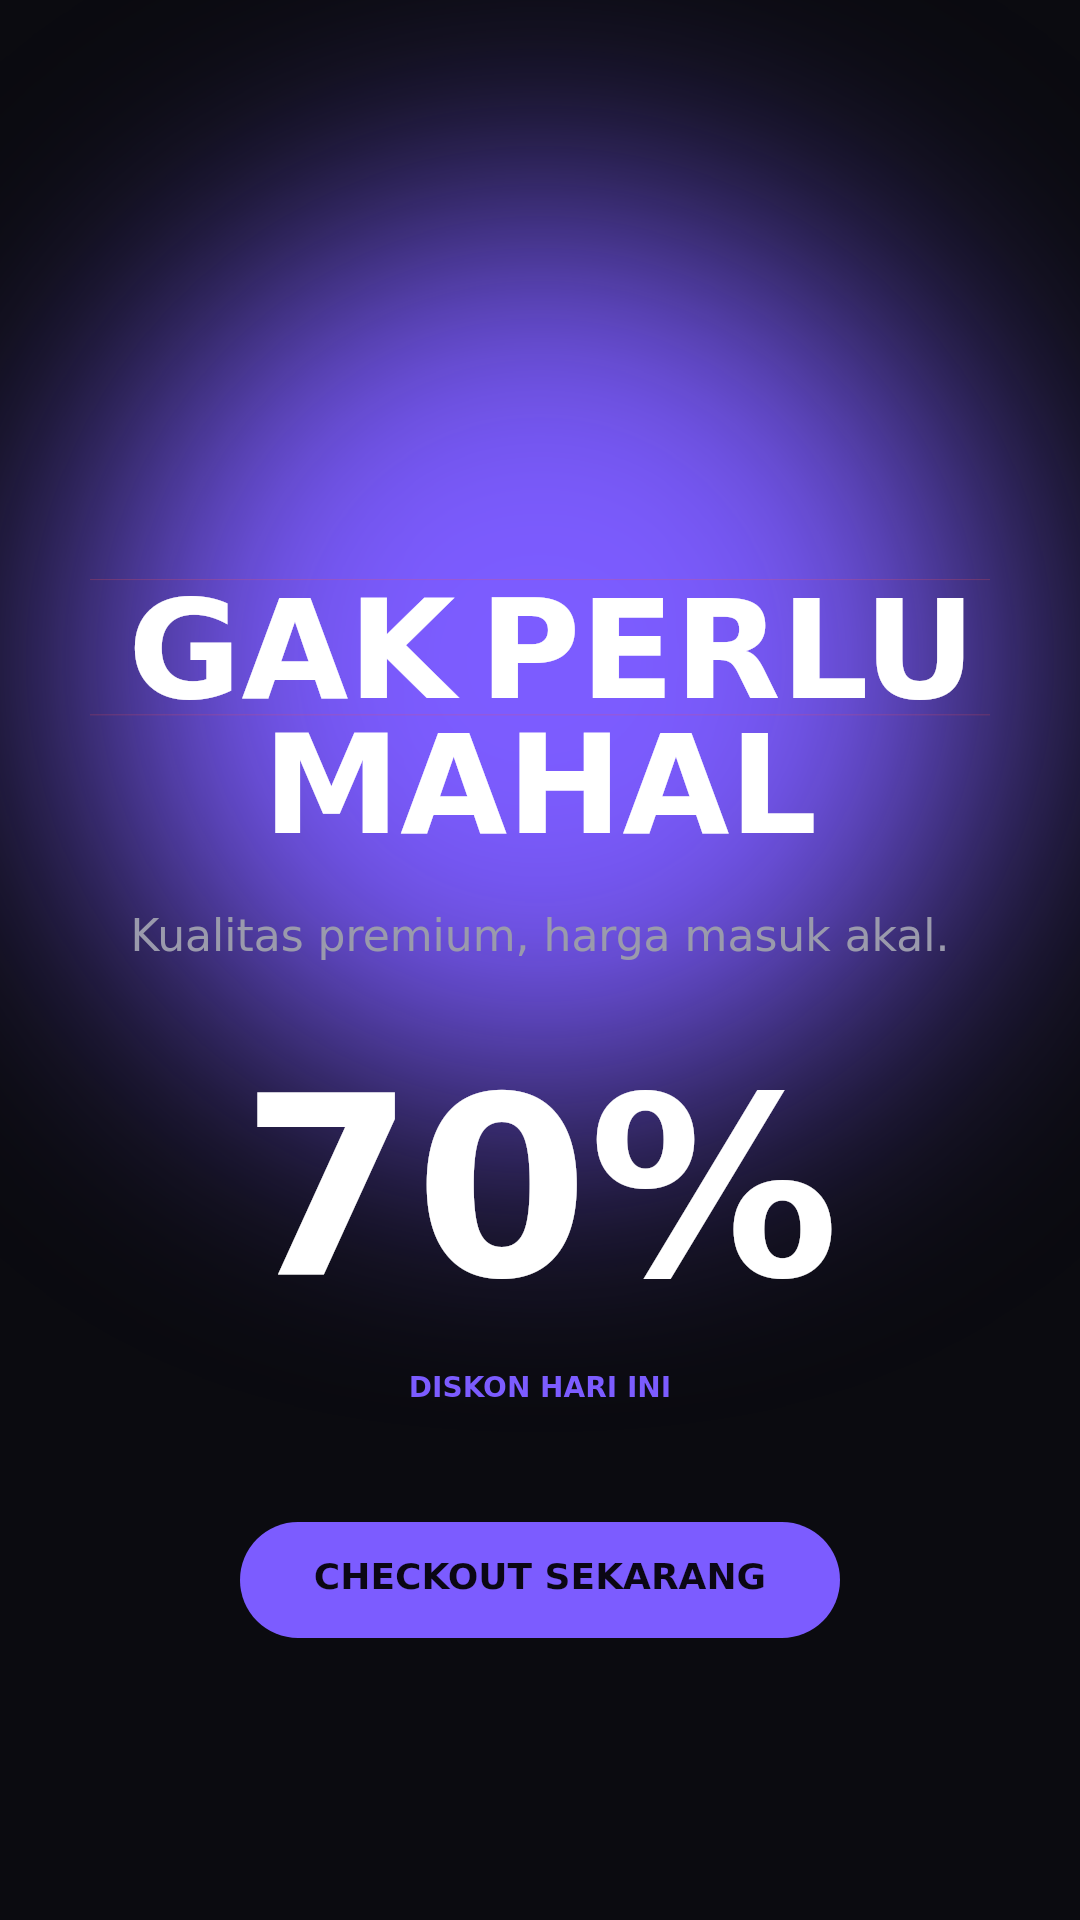 GAK PERLU
MAHAL
Kualitas premium, harga masuk akal.
70%
DISKON HARI INI
CHECKOUT SEKARANG